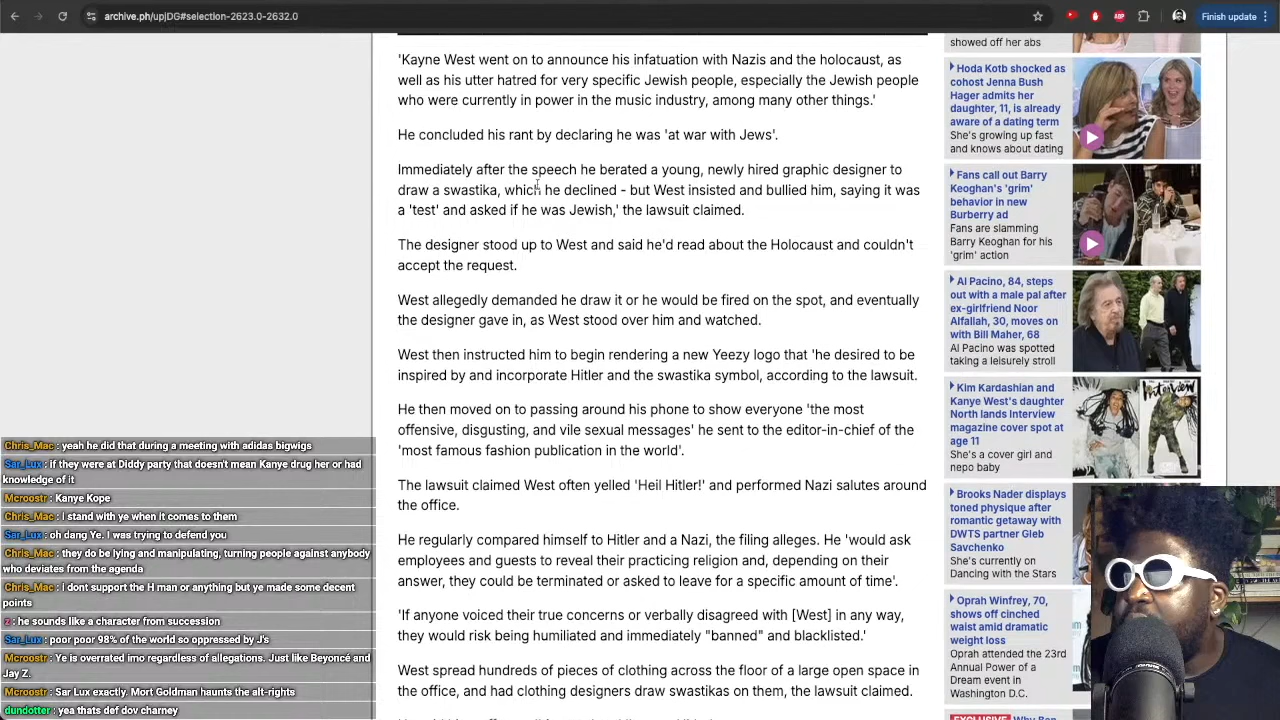 archive.ph/upJDG#selection-2623.0-2632.0
ABP
Finish update
'Kayne West went on to announce his infatuation with Nazis and the holocaust, as
well as his utter hatred for very specific Jewish people, especially the Jewish people
who were currently in power in the music industry, among many other things.'
He concluded his rant by declaring he was 'at war with Jews'.
Immediately after the speech he berated a young, newly hired graphic designer to
draw a swastika, which he declined - but West insisted and bullied him, saying it was
a 'test' and asked if he was Jewish,' the lawsuit claimed.
The designer stood up to West and said he'd read about the Holocaust and couldn't
accept the request.
West allegedly demanded he draw it or he would be fired on the spot, and eventually
the designer gave in, as West stood over him and watched.
West then instructed him to begin rendering a new Yeezy logo that 'he desired to be
inspired by and incorporate Hitler and the swastika symbol, according to the lawsuit.
He then moved on to passing around his phone to show everyone 'the most
offensive, disgusting, and vile sexual messages' he sent to the editor-in-chief of the
'most famous fashion publication in the world'.
The lawsuit claimed West often yelled 'Heil Hitler!' and performed Nazi salutes around
the office.
He regularly compared himself to Hitler and a Nazi, the filing alleges. He 'would ask
employees and guests to reveal their practicing religion and, depending on their
answer, they could be terminated or asked to leave for a specific amount of time'.
'If anyone voiced their true concerns or verbally disagreed with [West] in any way,
they would risk being humiliated and immediately "banned" and blacklisted.'
West spread hundreds of pieces of clothing across the floor of a large open space in
the office, and had clothing designers draw swastikas on them, the lawsuit claimed.
showed off her abs
Hoda Kotb shocked as
cohost Jenna Bush
Hager admits her
daughter, 11, is already
aware of a dating term
She's growing up fast
and knows about dating
Fans call out Barry
Keoghan's 'grim'
behavior in new
Burberry ad
Fans are slamming
Barry Keoghan for his
'grim' action
Al Pacino, 84, steps
out with a male pal after
ex-girlfriend Noor
Alfallah, 30, moves on
with Bill Maher, 68
Al Pacino was spotted
taking a leisurely stroll
Kim Kardashian and
Kanye West's daughter
North lands Interview
magazine cover spot at
age 11
She's a cover girl and
nepo baby
Interview
Brooks Nader displays
toned physique after
romantic getaway with
DWTS partner Gleb
Savchenko
She's currently on
Dancing with the Stars
Oprah Winfrey, 70,
shows off cinched
waist amid dramatic
weight loss
Oprah attended the 23rd
Annual Power of a
Dream event in
Washington D.C.
EXCLUSIVE Why Ben
Chris_Mac : yeah he did that during a meeting with adidas bigwigs
Sar_Lux : if they were at Diddy party that doesn't mean Kanye drug her or had
knowledge of it
Mcroostr : Kanye Kope
Chris_Mac : I stand with ye when it comes to them
Sar_Lux : oh dang Ye. I was trying to defend you
Chris_Mac : they do be lying and manipulating, turning people against anybody
who deviates from the agenda
Chris_Mac : I dont support the H man or anything but ye made some decent
points
z : he sounds like a character from succession
Sar_Lux : poor poor 98% of the world so oppressed by J's
Mcroostr : Ye is overrated imo regardless of allegations. Just like Beyoncé and
Jay Z.
Mcroostr : Sar Lux exactly. Mort Goldman haunts the alt-rights
dundotter : yea thats def dov charney